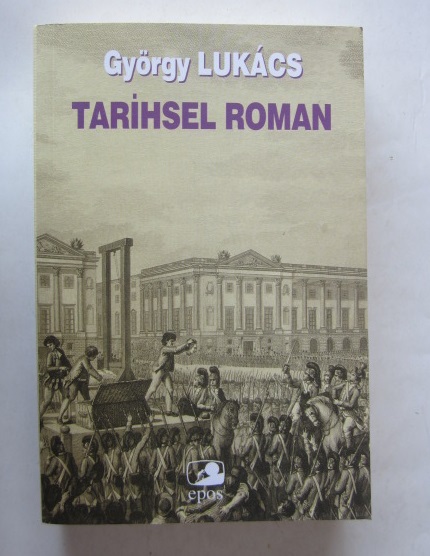 György LUKÁCS
TARİHSEL ROMAN
epos